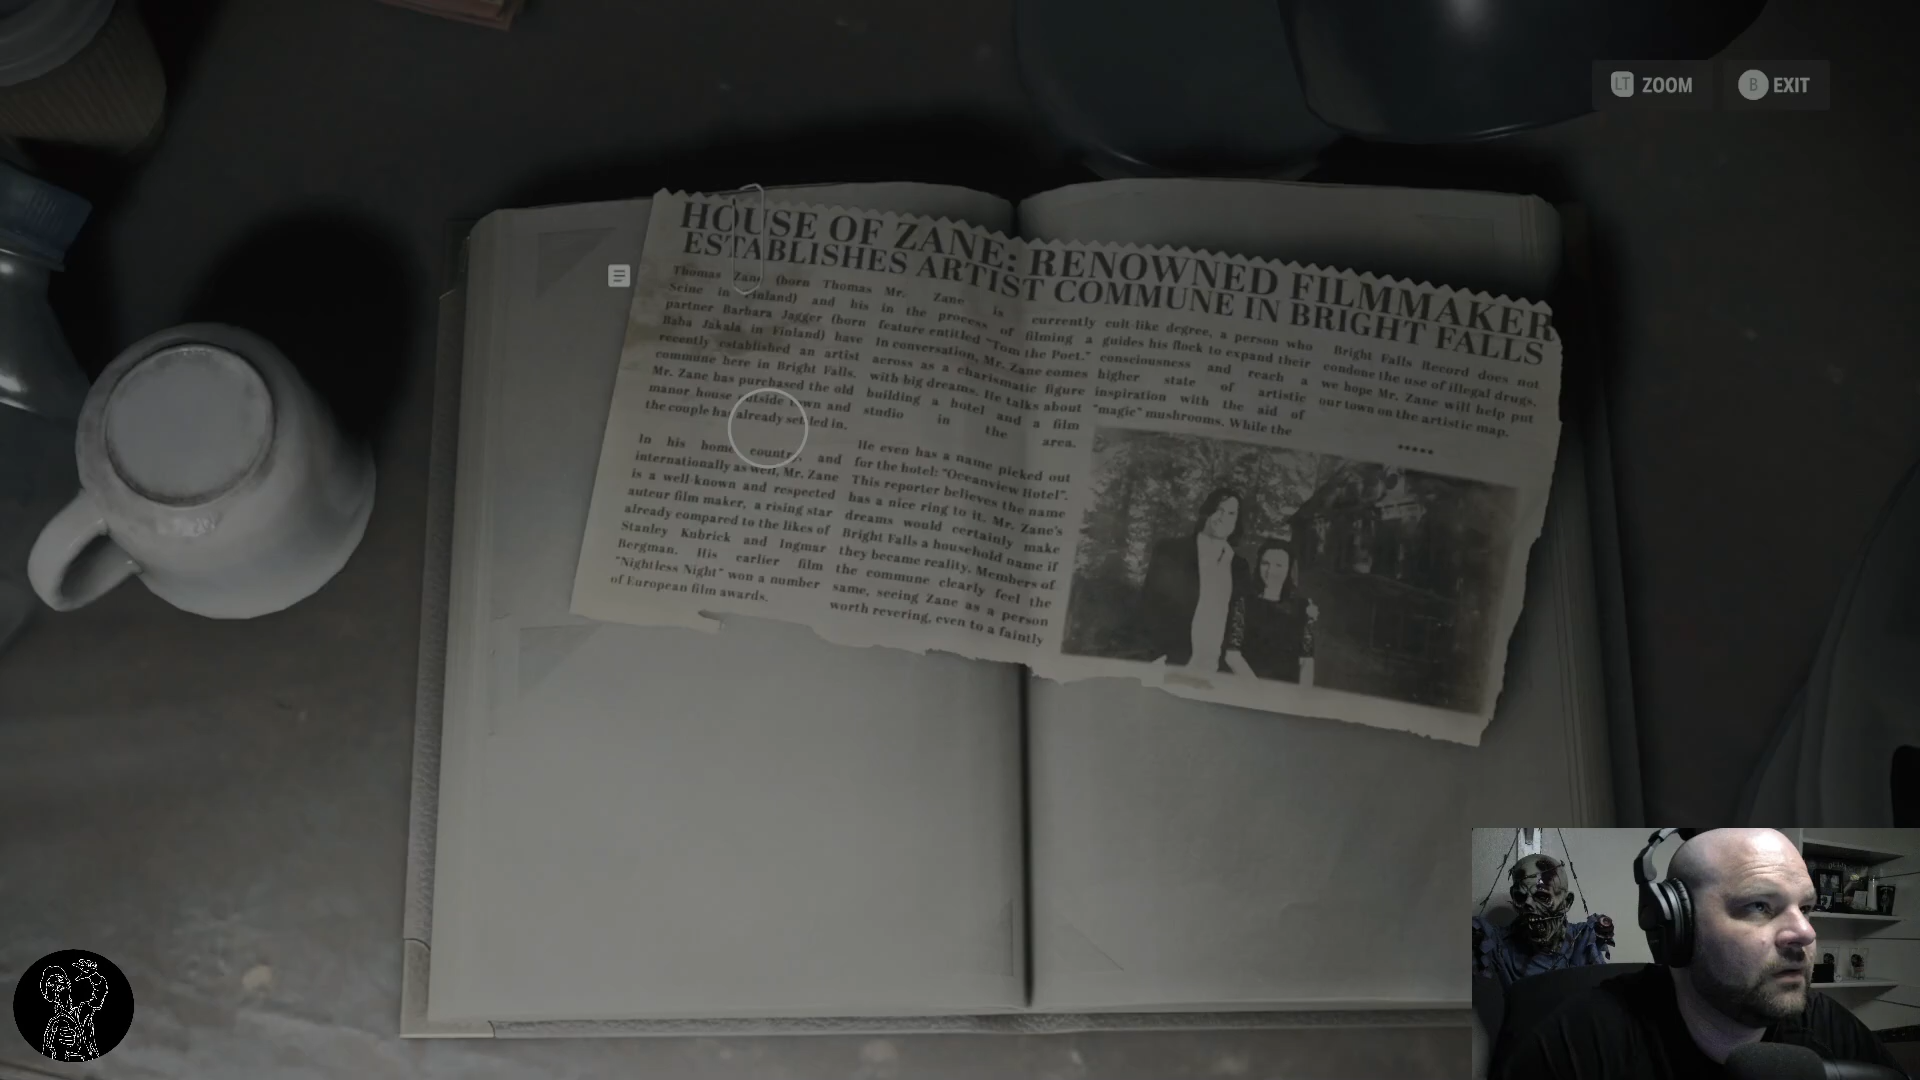 LT ZOOM
B EXIT
HOUSE OF ZANE: RENOWNED FILMMAKER
ESTABLISHES ARTIST COMMUNE IN BRIGHT FALLS
Thomas Zane (born Thomas
Seine in Finland) and his
partner Barbara Jagger (born
Baba Jakala in Finland) have
recently established an artist
commune here in Bright Falls.
Mr. Zane has purchased the old
manor house outside town and
the couple has already settled in.
In his home country and
internationally as well, Mr. Zane
is a well-known and respected
auteur film maker, a rising star
already compared to the likes of
Stanley Kubrick and Ingmar
Bergman. His earlier film
"Nightless Night" won a number
of European film awards.
Mr. Zane is currently
in the process of filming a
feature entitled "Tom the Poet."
In conversation, Mr. Zane comes
across as a charismatic figure
with big dreams. He talks about
building a hotel and a film
studio in the area.
He even has a name picked out
for the hotel: "Oceanview Hotel".
This reporter believes the name
has a nice ring to it. Mr. Zane's
dreams would certainly make
Bright Falls a household name if
they became reality. Members of
the commune clearly feel the
same, seeing Zane as a person
worth revering, even to a faintly
cult-like degree, a person who
guides his flock to expand their
consciousness and reach a
higher state of artistic
inspiration with the aid of
"magic" mushrooms. While the
Bright Falls Record does not
condone the use of illegal drugs,
we hope Mr. Zane will help put
our town on the artistic map.